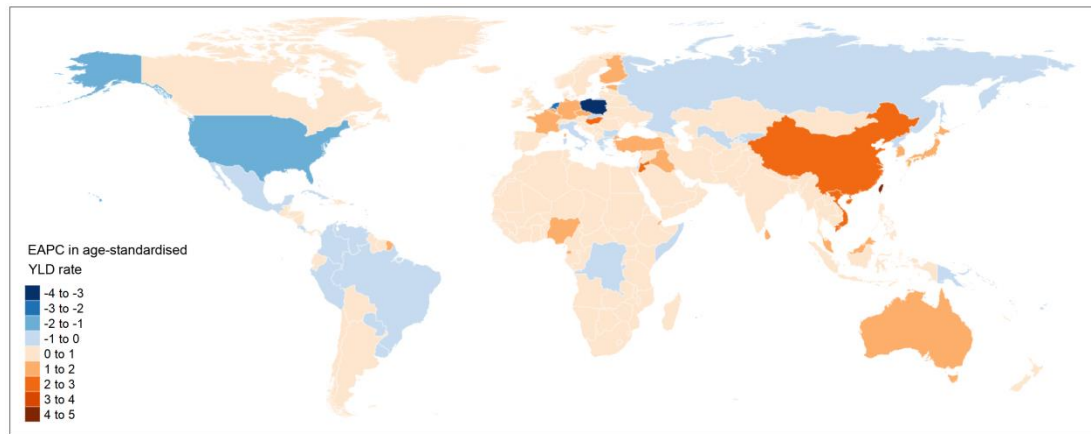 EAPC in age-standardised
YLD rate
-4 to -3
-3 to -2
-2 to -1
-1 to 0
0 to 1
1 to 2
2 to 3
3 to 4
4 to 5